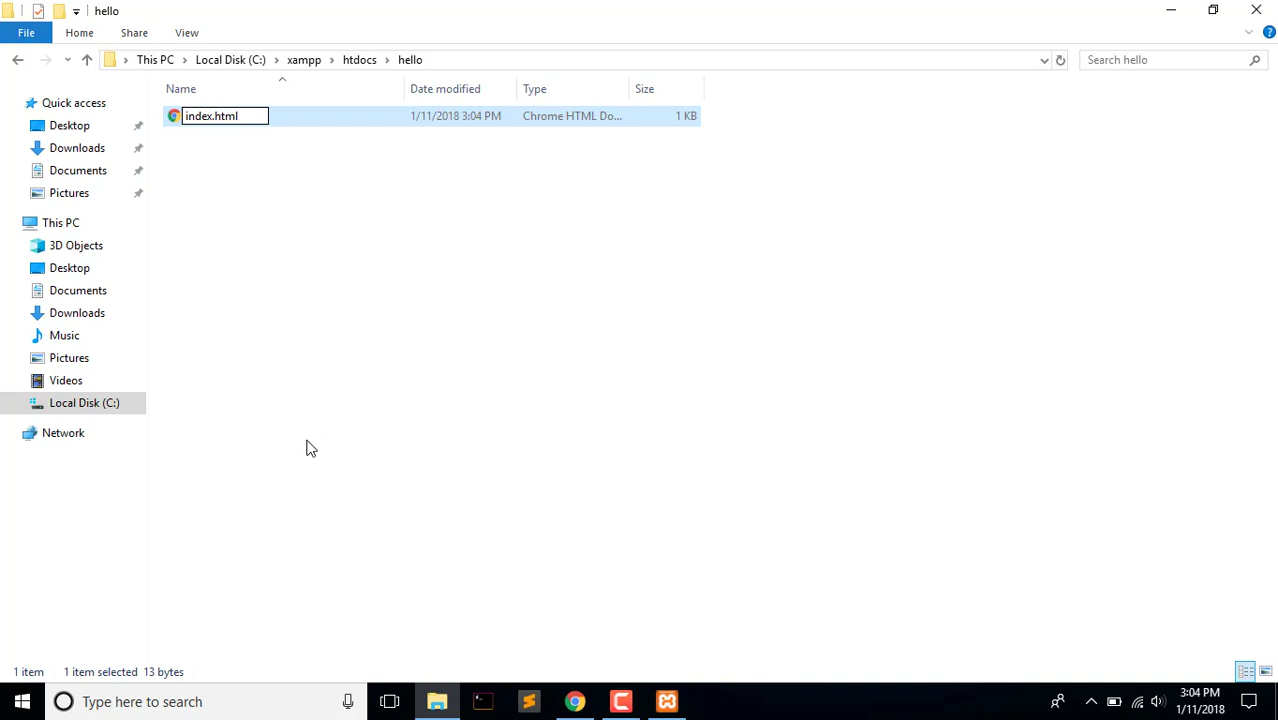 hello
File Home Share View
This PC Local Disk (C:) xampp htdocs hello
Search hello
Name Date modified Type Size
index.html 1/11/2018 3:04 PM Chrome HTML Do... 1 KB
Quick access
Desktop
Downloads
Documents
Pictures
This PC
3D Objects
Desktop
Documents
Downloads
Music
Pictures
Videos
Local Disk (C:)
Network
1 item 1 item selected 13 bytes
Type here to search
3:04 PM
1/11/2018